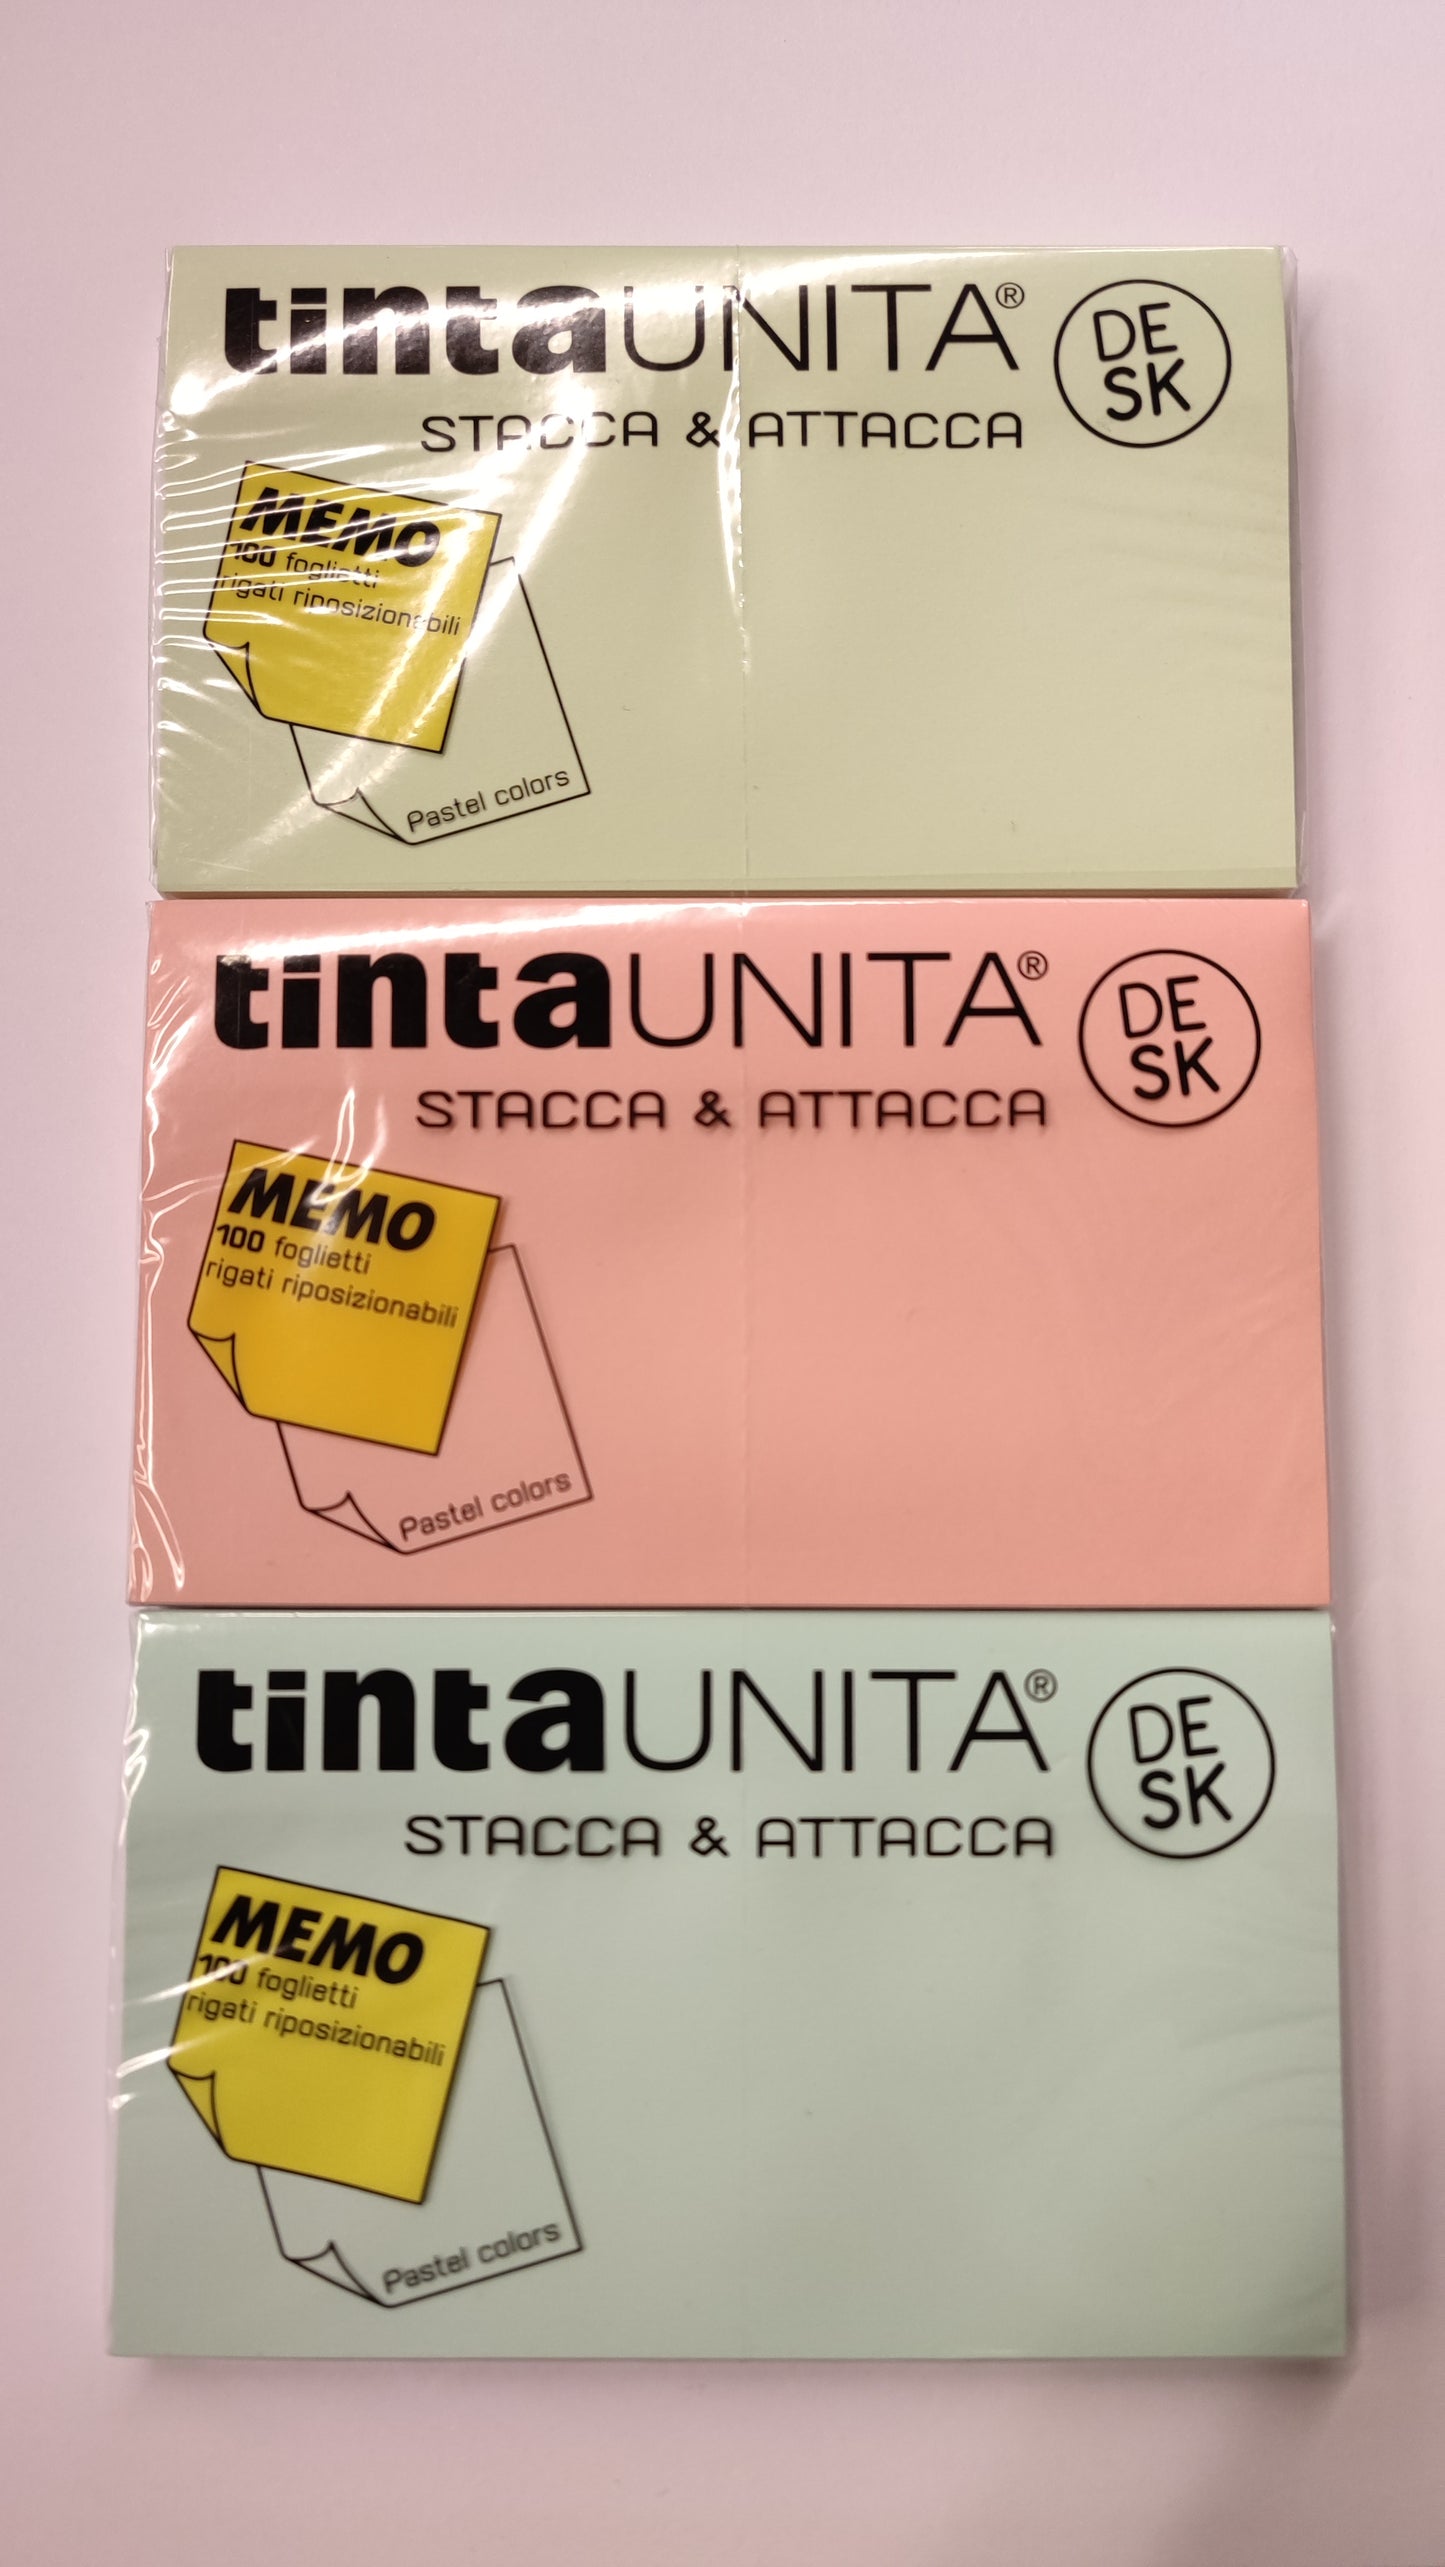 tintaUNITA®
DE
SK
STACCA & ATTACCA
MEMO
100 foglietti
rigati riposizionabili
Pastel colors
tintaUNITA®
DE
SK
STACCA & ATTACCA
MEMO
100 foglietti
rigati riposizionabili
Pastel colors
tintaUNITA®
DE
SK
STACCA & ATTACCA
MEMO
100 foglietti
rigati riposizionabili
Pastel colors